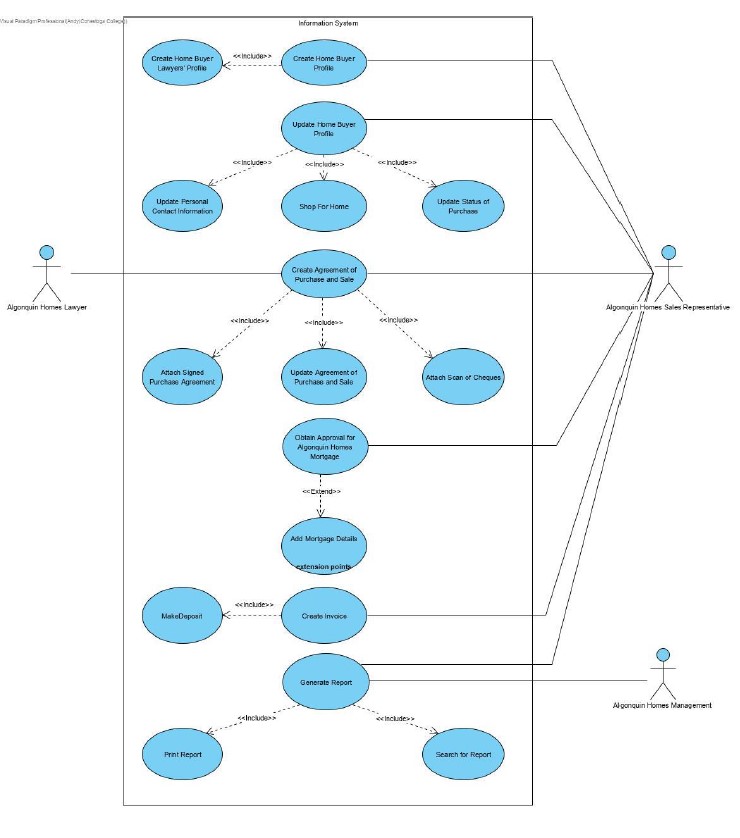 Visual Paradigm Professional(Andy(Conestoga College))
Information System
Create Home Buyer
Lawyers' Profile
<<Include>>
Create Home Buyer
Profile
Update Home Buyer
Profile
<<Include>>
<<Include>>
<<Include>>
Update Personal
Contact Information
Shop For Home
Update Status of
Purchase
Create Agreement of
Purchase and Sale
Algonquin Homes Lawyer
Algonquin Homes Sales Representative
<<Include>>
<<Include>>
<<Include>>
Attach Signed
Purchase Agreement
Update Agreement of
Purchase and Sale
Attach Scan of Cheques
Obtain Approval for
Algonquin Homes
Mortgage
<<Extend>>
Add Mortgage Details
extension points
MakeDeposit
<<Include>>
Create Invoice
Generate Report
Algonquin Homes Management
<<Include>>
<<Include>>
Print Report
Search for Report